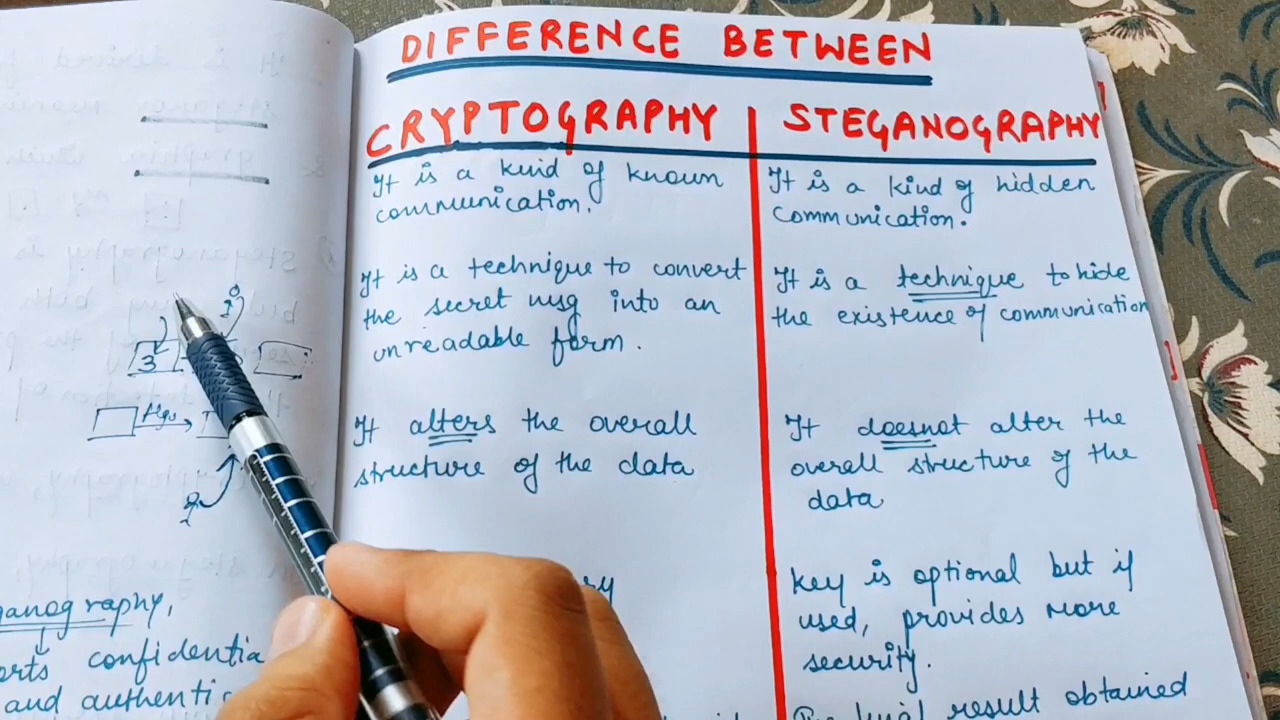 DIFFERENCE BETWEEN
CRYPTOGRAPHY
It is a kind of known
communication.
It is a technique to convert
the secret msg into an
unreadable form.
It alters the overall
structure of the data
STEGANOGRAPHY
It is a kind of hidden
communication.
It is a technique to hide
the existence of communication
It doesnot alter the
overall structure of the
data
Key is optional but if
used, provides more
security.
result obtained
3
Msg
anography,
orts confidentia
and authenti